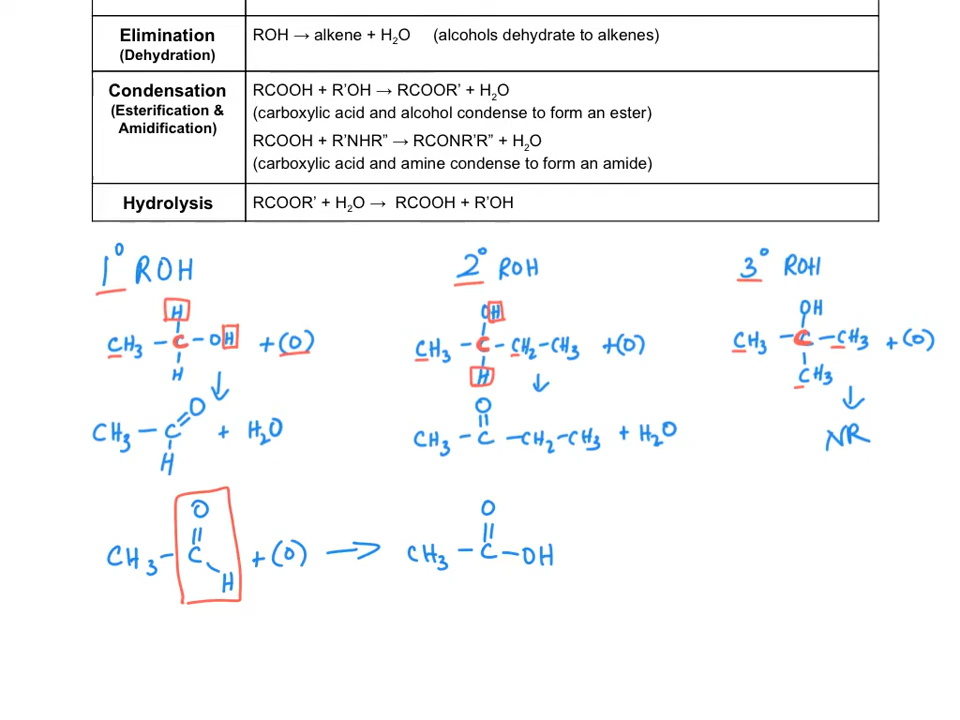 Elimination
(Dehydration)
ROH → alkene + H₂O (alcohols dehydrate to alkenes)
Condensation
(Esterification &
Amidification)
RCOOH + R'OH → RCOOR' + H₂O
(carboxylic acid and alcohol condense to form an ester)
RCOOH + R'NHR” → RCONR'R” + H₂O
(carboxylic acid and amine condense to form an amide)
Hydrolysis
RCOOR' + H₂O → RCOOH + R'OH
1° ROH
H
CH₃ – C – OH + (O)
H
↓
CH₃ – C = O + H₂O
H
2° ROH
OH
CH₃ – C – CH₂ – CH₃ + (O)
H
↓
O
CH₃ – C – CH₂ – CH₃ + H₂O
3° ROH
OH
CH₃ – C – CH₃ + (O)
CH₃
↓
NR
O
CH₃ – C + (O) → CH₃ – C – OH
H
O